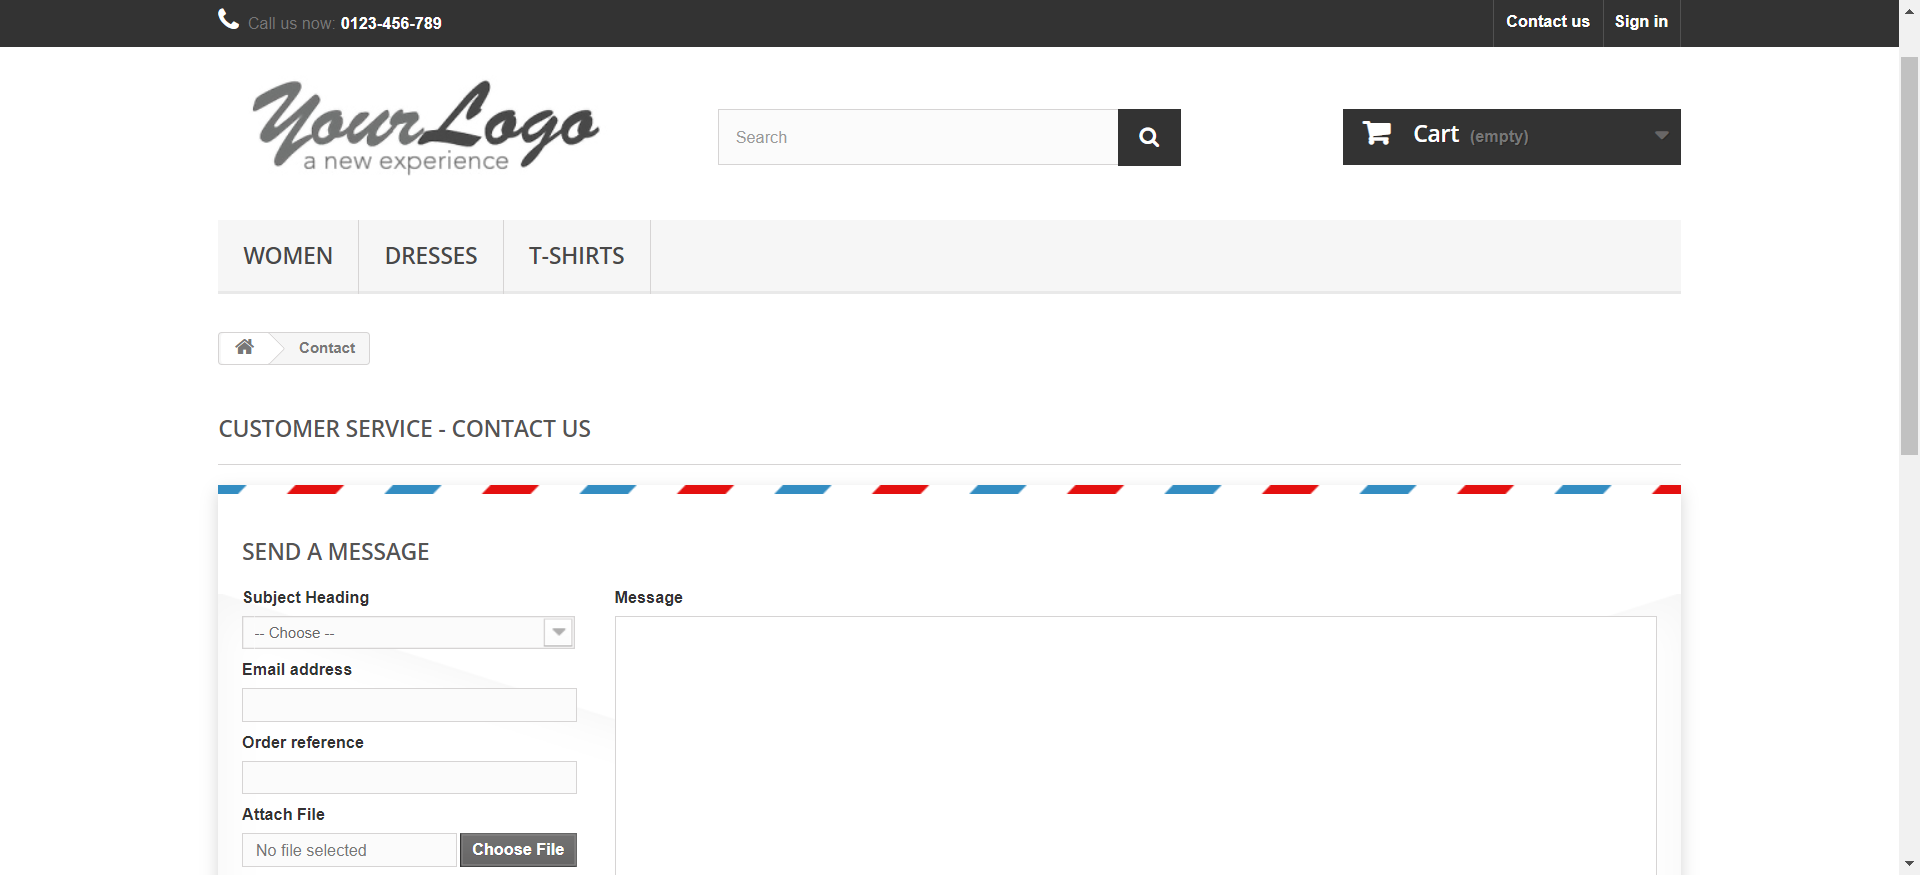 Call us now: 0123-456-789
Contact us
Sign in
Your Logo
a new experience
Search
Cart (empty)
WOMEN
DRESSES
T-SHIRTS
Contact
CUSTOMER SERVICE - CONTACT US
SEND A MESSAGE
Subject Heading
-- Choose --
Email address
Order reference
Attach File
No file selected
Choose File
Message